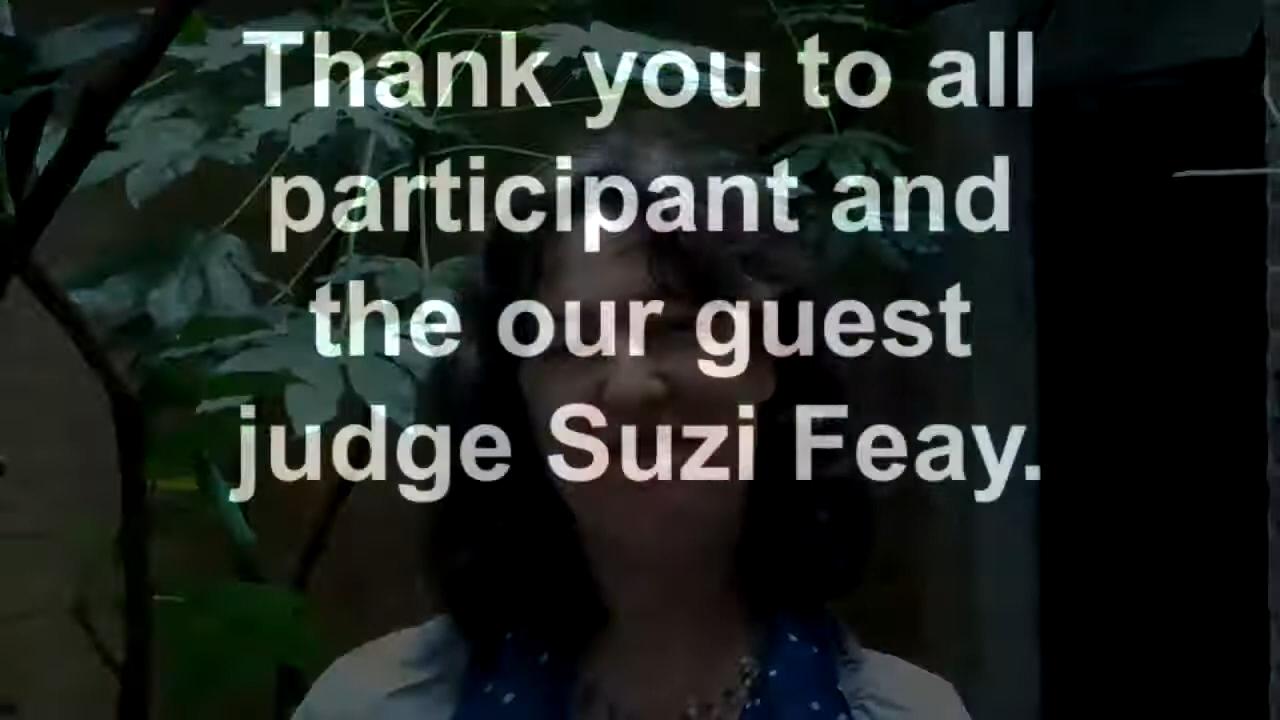 Thank you to all
participant and
the our guest
judge Suzi Feay.